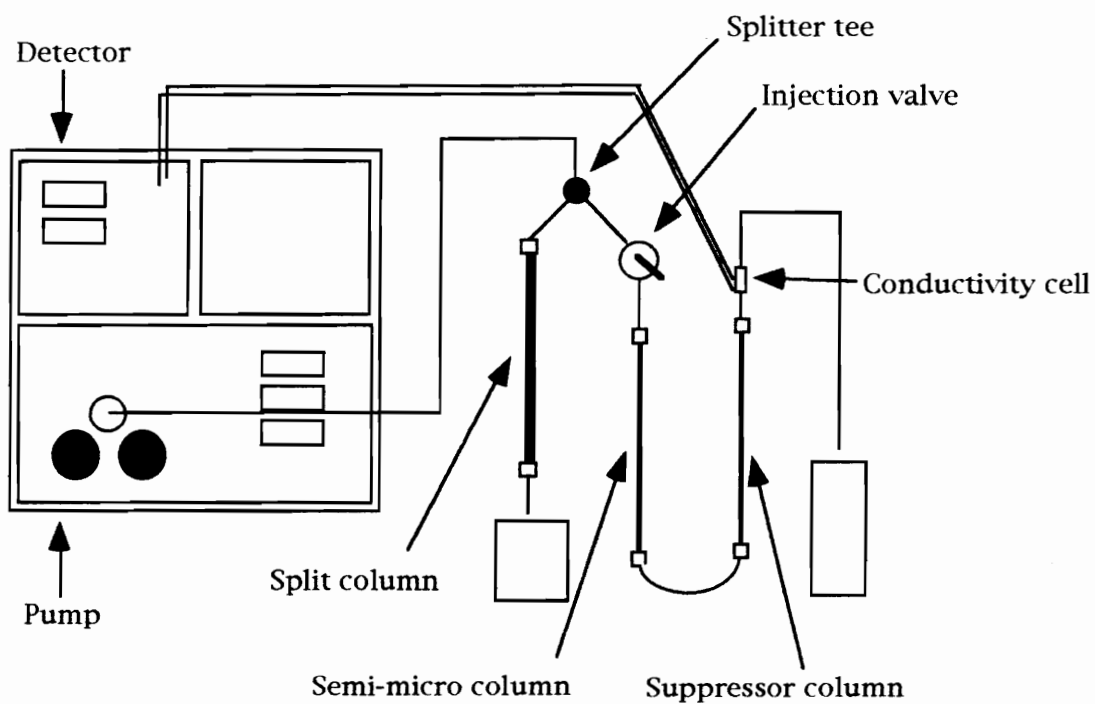 Splitter tee
Detector
Injection valve
Conductivity cell
Split column
Pump
Semi-micro column
Suppressor column